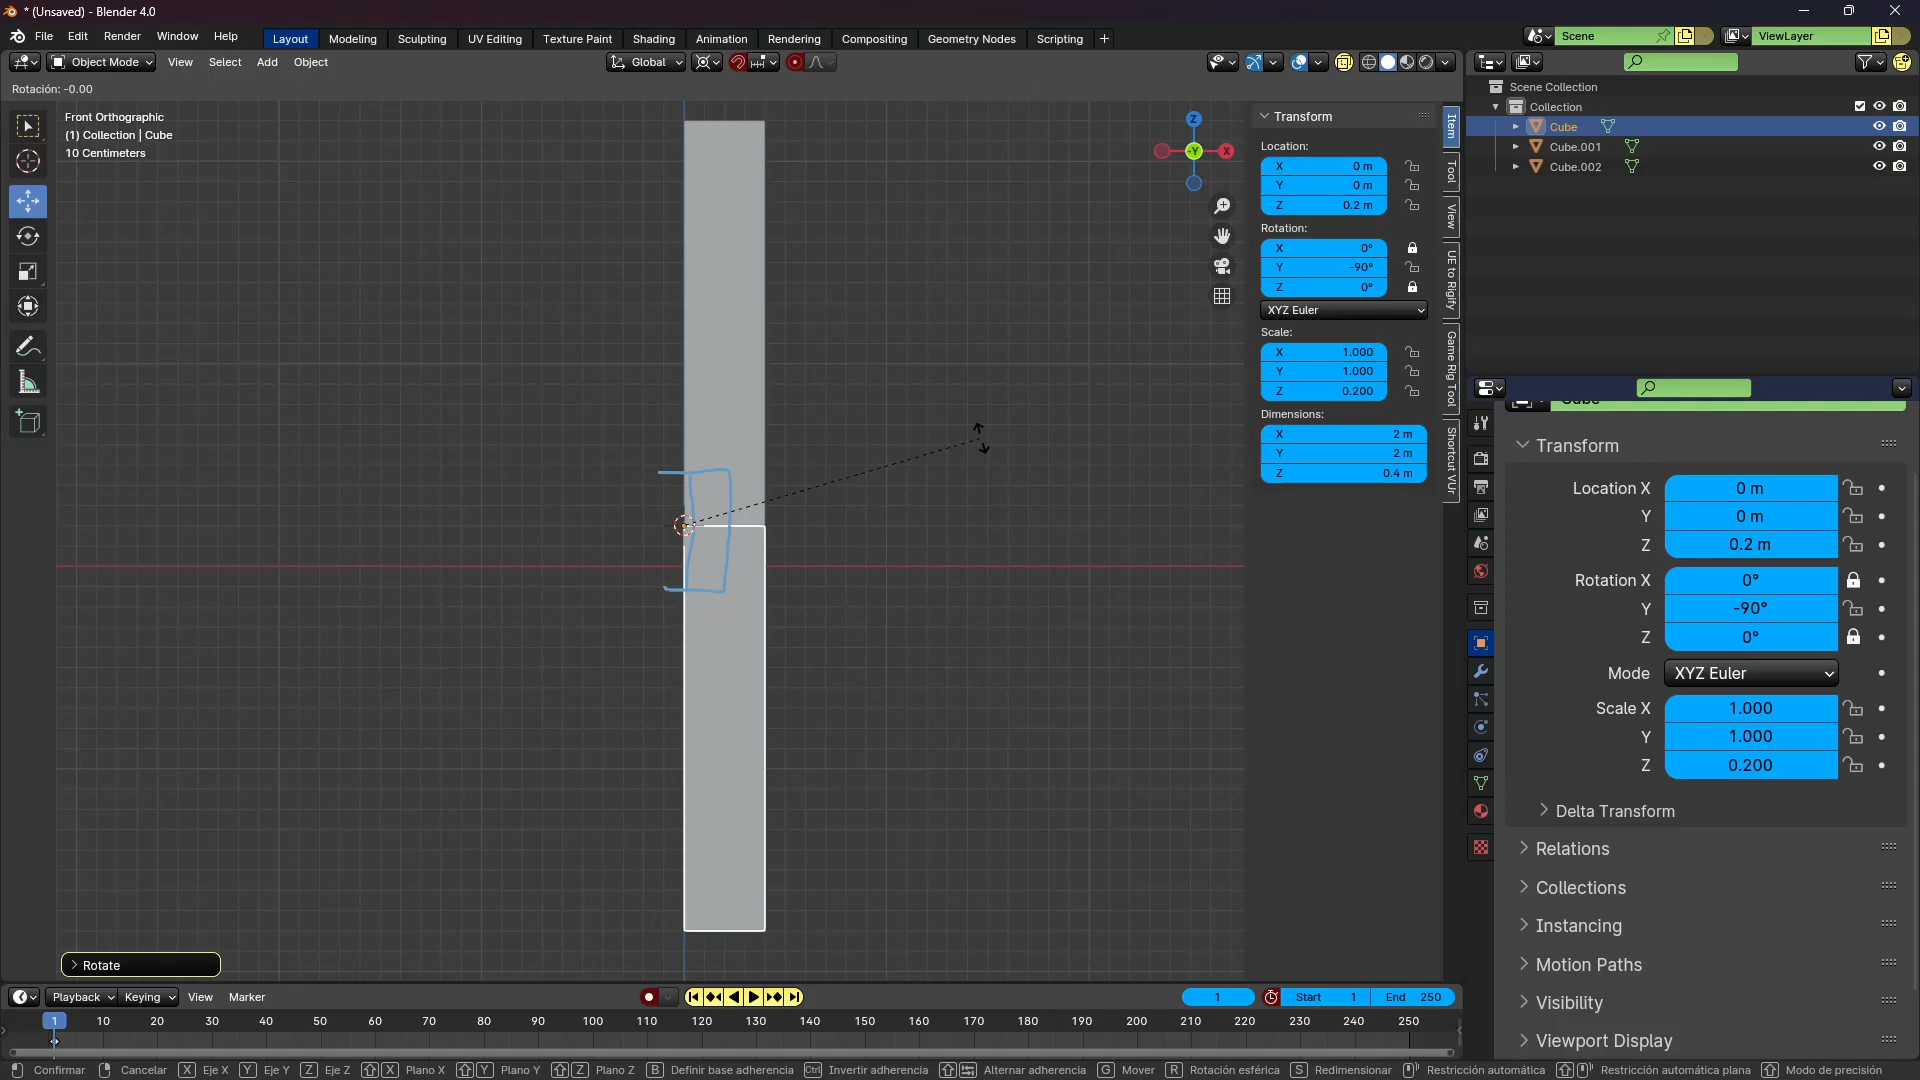 * (Unsaved) - Blender 4.0
File Edit Render Window Help
Layout Modeling Sculpting UV Editing Texture Paint Shading Animation Rendering Compositing Geometry Nodes Scripting +
Scene
ViewLayer
Object Mode View Select Add Object
Global
Rotación: -0.00
Front Orthographic
(1) Collection | Cube
10 Centimeters
Z
-Y
X
Transform
Location:
X 0 m
Y 0 m
Z 0.2 m
Rotation:
X 0°
Y -90°
Z 0°
XYZ Euler
Scale:
X 1.000
Y 1.000
Z 0.200
Dimensions:
X 2 m
Y 2 m
Z 0.4 m
Item
Tool
View
UE to Rigify
Game Rig Tool
Shortcut VUr
Scene Collection
Collection
Cube
Cube.001
Cube.002
Cube
Transform
Location X 0 m
Y 0 m
Z 0.2 m
Rotation X 0°
Y -90°
Z 0°
Mode XYZ Euler
Scale X 1.000
Y 1.000
Z 0.200
Delta Transform
Relations
Collections
Instancing
Motion Paths
Visibility
Viewport Display
Rotate
Playback Keying View Marker
1
Start 1
End 250
1 10 20 30 40 50 60 70 80 90 100 110 120 130 140 150 160 170 180 190 200 210 220 230 240 250
Confirmar Cancelar X Eje X Y Eje Y Z Eje Z X Plano X Y Plano Y Z Plano Z B Definir base adherencia Ctrl Invertir adherencia Alternar adherencia G Mover R Rotación esférica S Redimensionar Restricción automática Restricción automática plana Modo de precisión